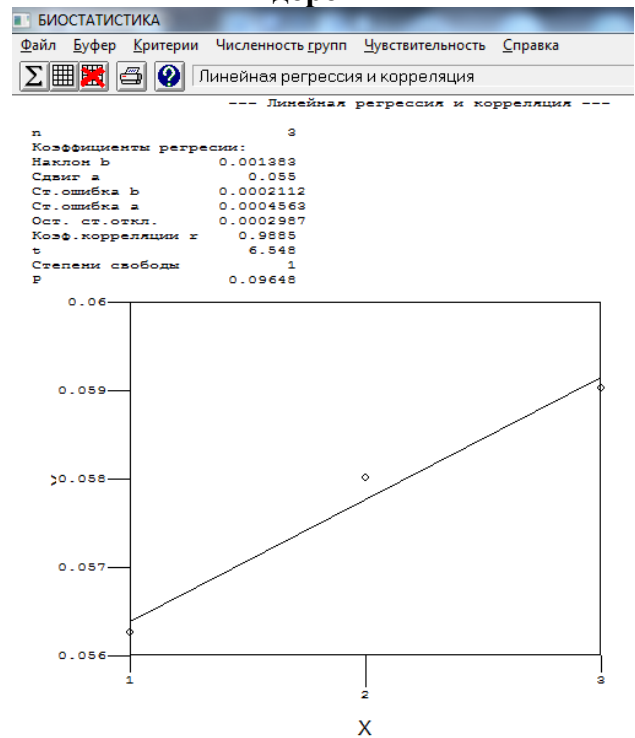 БИОСТАТИСТИКА
Файл Буфер Критерии Численность групп Чувствительность Справка
Линейная регрессия и корреляция
--- Линейная регрессия и корреляция ---
n 3
Коэффициенты регресии:
Наклон b 0.001383
Сдвиг a 0.055
Ст.ошибка b 0.0002112
Ст.ошибка a 0.0004563
Ост. ст.откл. 0.0002987
Коэф.корреляции r 0.9885
t 6.548
Степени свободы 1
P 0.09648
0.06
0.059
0.058
0.057
0.056
1
2
3
X